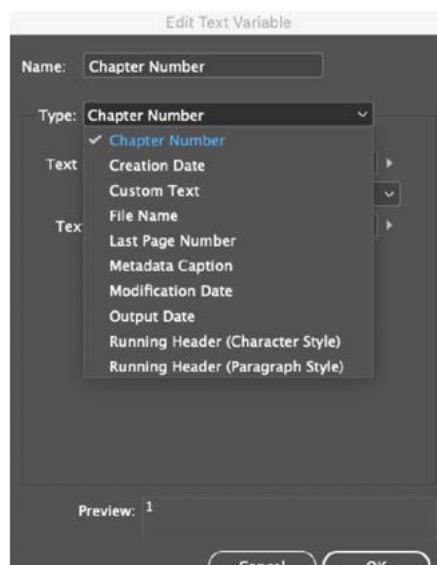 Edit Text Variable
Name: Chapter Number
Type: Chapter Number
✓ Chapter Number
Text Creation Date
Custom Text
File Name
Tex Last Page Number
Metadata Caption
Modification Date
Output Date
Running Header (Character Style)
Running Header (Paragraph Style)
Preview: 1
Cancel OK